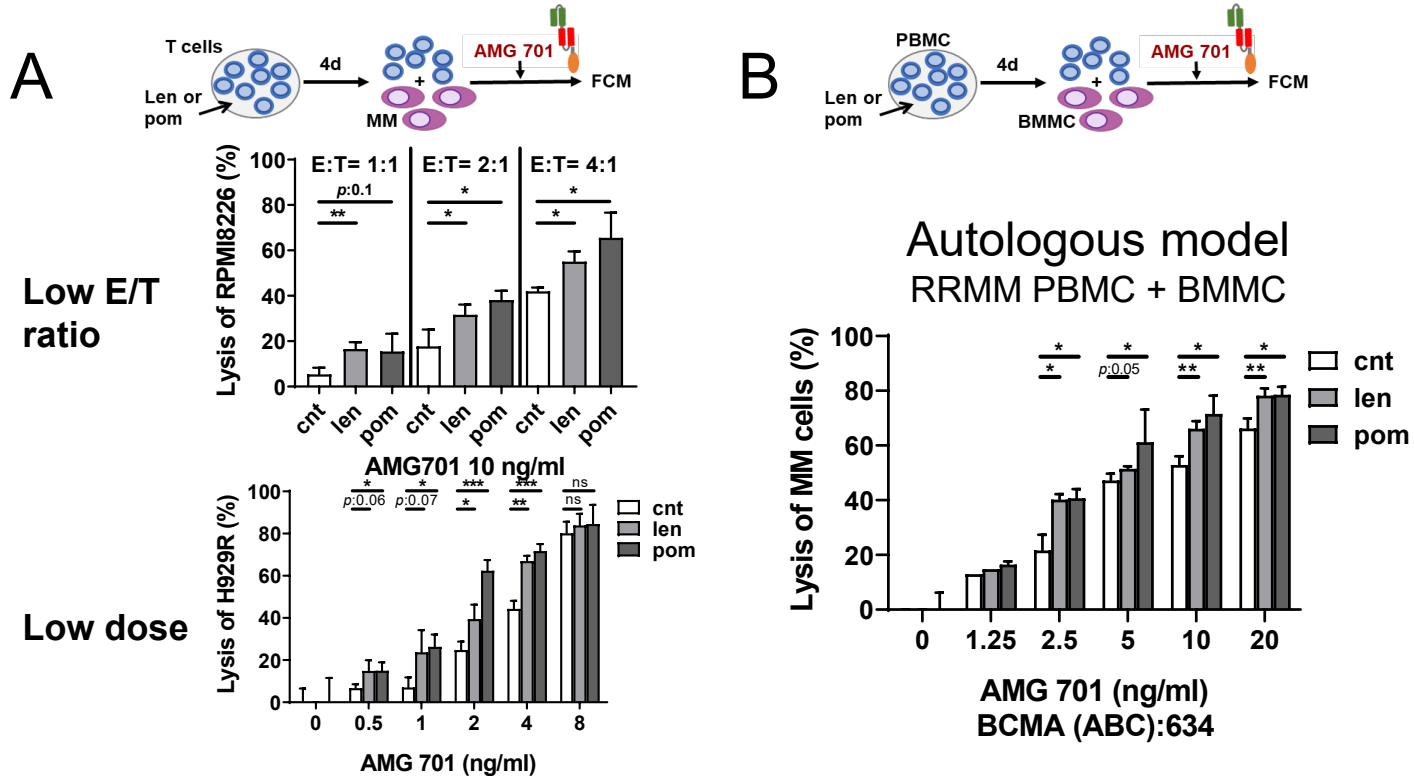 A
T cells
Len or
pom
4d
+
MM
AMG 701
FCM
Low E/T
ratio
Lysis of RPMI8226 (%)
100
80
60
40
20
0
E:T= 1:1
E:T= 2:1
E:T= 4:1
p:0.1
**
*
*
*
*
cnt
len
pom
cnt
len
pom
cnt
len
pom
AMG701 10 ng/ml
Low dose
Lysis of H929R (%)
100
80
60
40
20
0
*
p:0.06
*
p:0.07
***
*
***
**
ns
ns
cnt
len
pom
0 0.5 1 2 4 8
AMG 701 (ng/ml)
B
PBMC
Len or
pom
4d
+
BMMC
AMG 701
FCM
Autologous model
RRMM PBMC + BMMC
Lysis of MM cells (%)
100
80
60
40
20
0
*
*
*
p:0.05
*
**
*
**
cnt
len
pom
0 1.25 2.5 5 10 20
AMG 701 (ng/ml)
BCMA (ABC):634